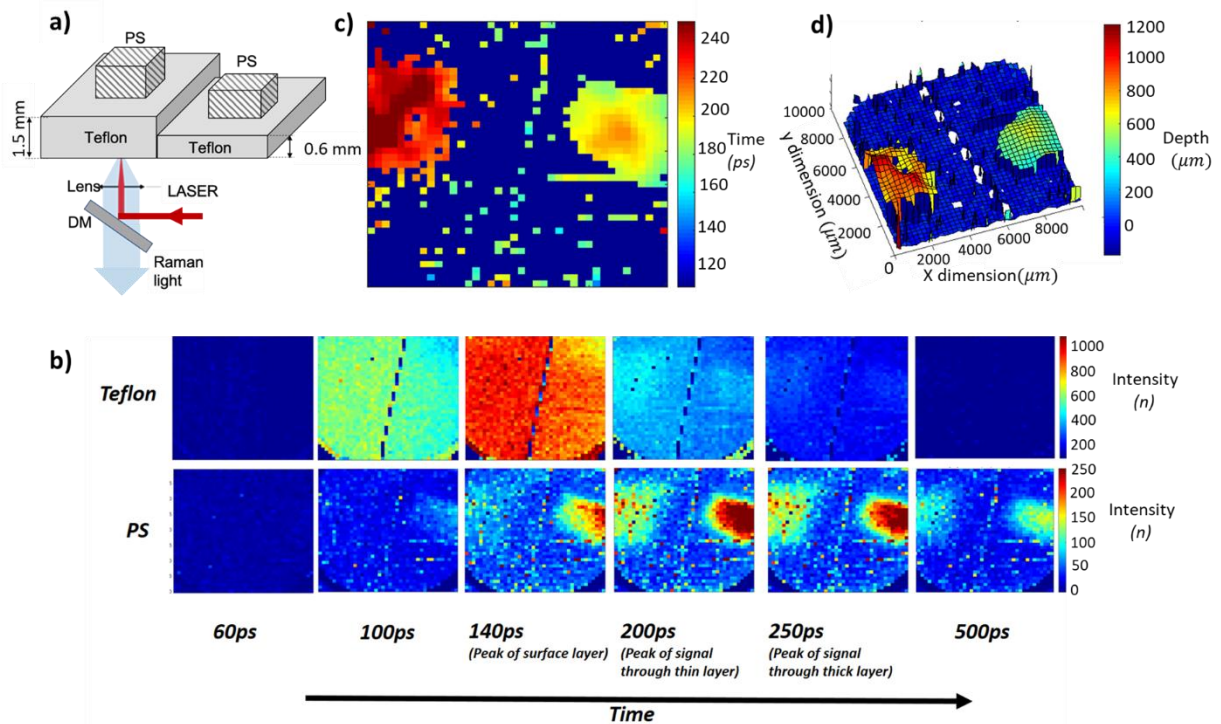 a)
PS
PS
1.5 mm
Teflon
Teflon
0.6 mm
Lens
LASER
DM
Raman
light
c)
240
220
200
180
160
140
120
Time
(ps)
d)
10000
8000
6000
4000
2000
0
y dimension (μm)
2000
4000
6000
8000
X dimension(μm)
1200
1000
800
600
400
200
0
Depth
(μm)
b)
Teflon
1000
800
600
400
200
Intensity
(n)
PS
250
200
150
100
50
0
Intensity
(n)
60ps
100ps
140ps
(Peak of surface layer)
200ps
(Peak of signal
through thin layer)
250ps
(Peak of signal
through thick layer)
500ps
Time